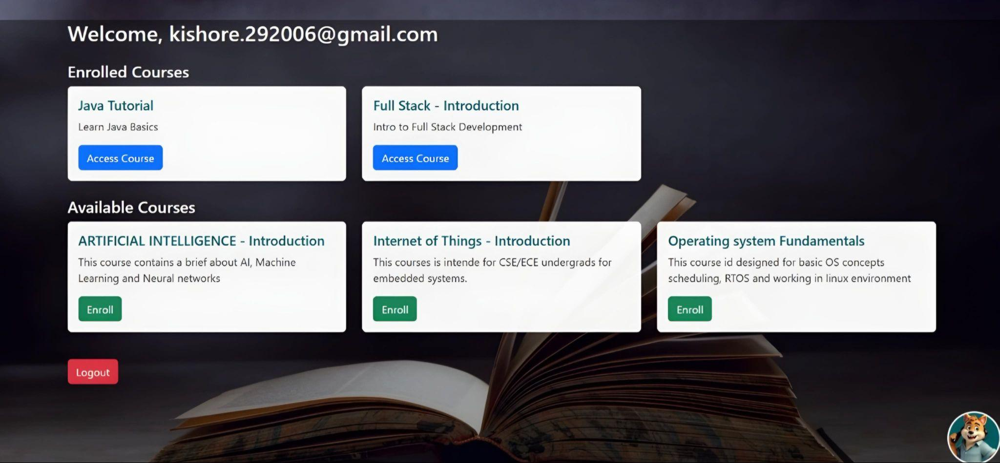 Welcome, kishore.292006@gmail.com
Enrolled Courses
Java Tutorial
Learn Java Basics
Access Course
Full Stack - Introduction
Intro to Full Stack Development
Access Course
Available Courses
ARTIFICIAL INTELLIGENCE - Introduction
This course contains a brief about AI, Machine
Learning and Neural networks
Enroll
Internet of Things - Introduction
This courses is intende for CSE/ECE undergrads for
embedded systems.
Enroll
Operating system Fundamentals
This course id designed for basic OS concepts
scheduling, RTOS and working in linux environment
Enroll
Logout